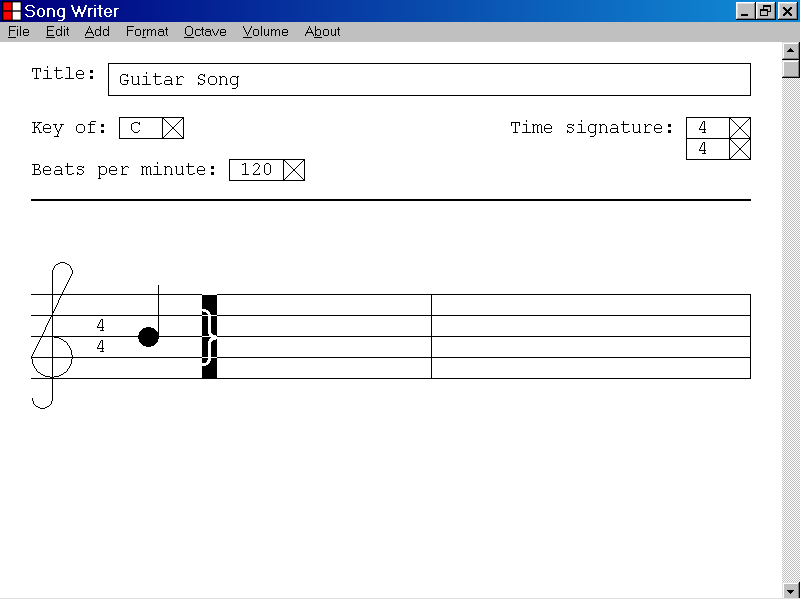 Song Writer
File Edit Add Format Octave Volume About
Title: Guitar Song
Key of: C Time signature: 4
4
Beats per minute: 120
4
4